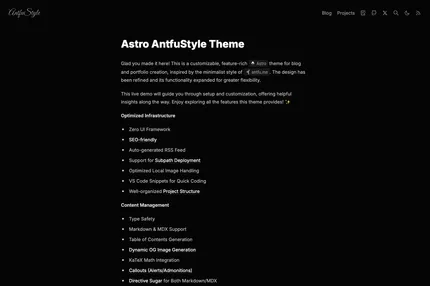 AntfuStyle
Blog Projects
Astro AntfuStyle Theme
Glad you made it here! This is a customizable, feature-rich Astro theme for blog
and portfolio creation, inspired by the minimalist style of antfu.me . The design has
been refined and its functionality expanded for greater flexibility.
This live demo will guide you through setup and customization, offering helpful
insights along the way. Enjoy exploring all the features this theme provides! ✨
Optimized Infrastructure
• Zero UI Framework
• SEO-friendly
• Auto-generated RSS Feed
• Support for Subpath Deployment
• Optimized Local Image Handling
• VS Code Snippets for Quick Coding
• Well-organized Project Structure
Content Management
• Type Safety
• Markdown & MDX Support
• Table of Contents Generation
• Dynamic OG Image Generation
• KaTeX Math Integration
• Callouts (Alerts/Admonitions)
• Directive Sugar for Both Markdown/MDX